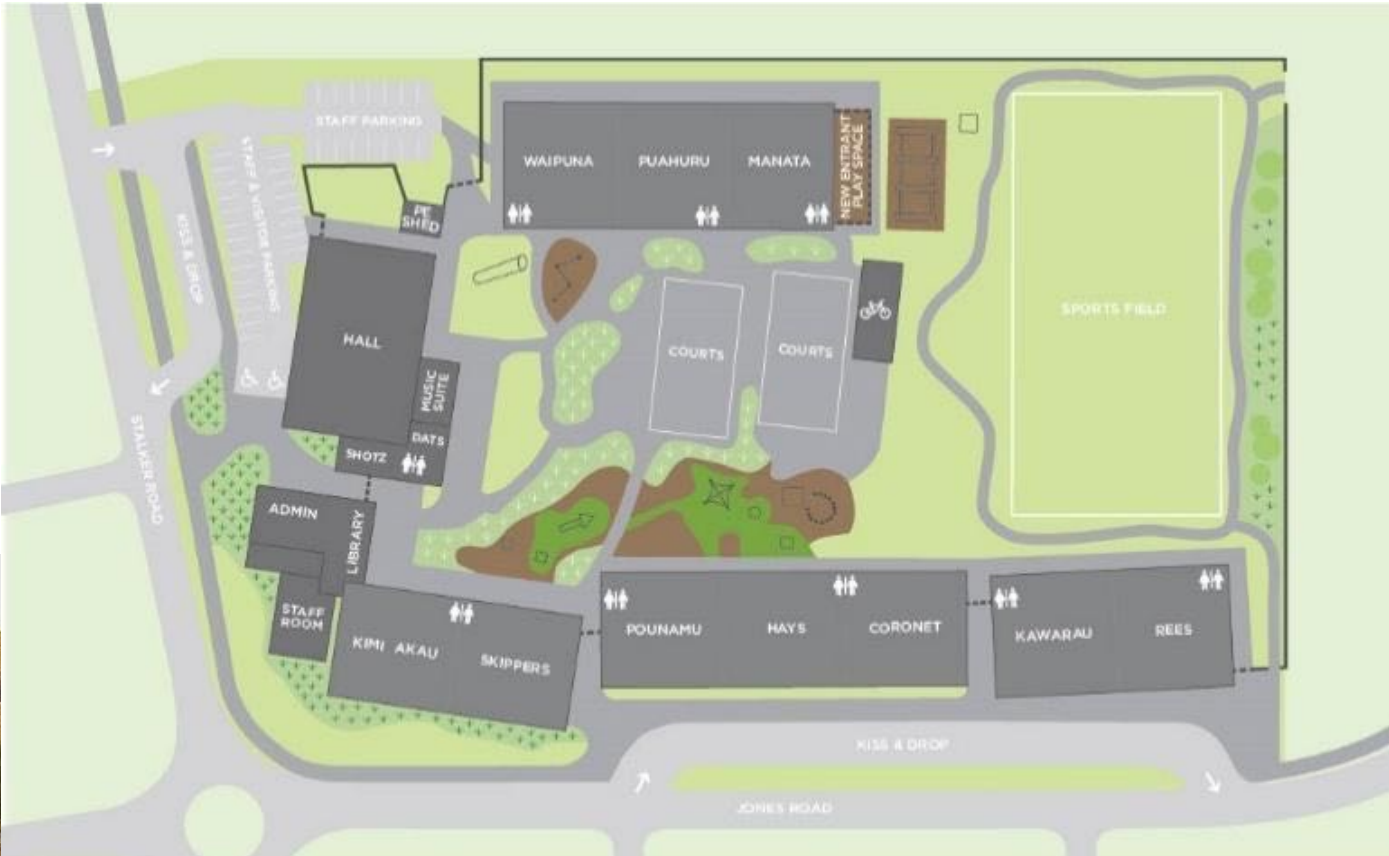 STAFF PARKING
STAFF & VISITOR PARKING
KISS & DROP
PE
SHED
WAIPUNA
PUAHURU
MANATA
NEW ENTRANT
PLAY SPACE
HALL
MUSIC
SUITE
DATS
SHOTZ
COURTS
COURTS
SPORTS FIELD
STALKER ROAD
ADMIN
LIBRARY
STAFF
ROOM
KIMI AKAU
SKIPPERS
POUNAMU
HAYS
CORONET
KAWARAU
REES
KISS & DROP
JONES ROAD